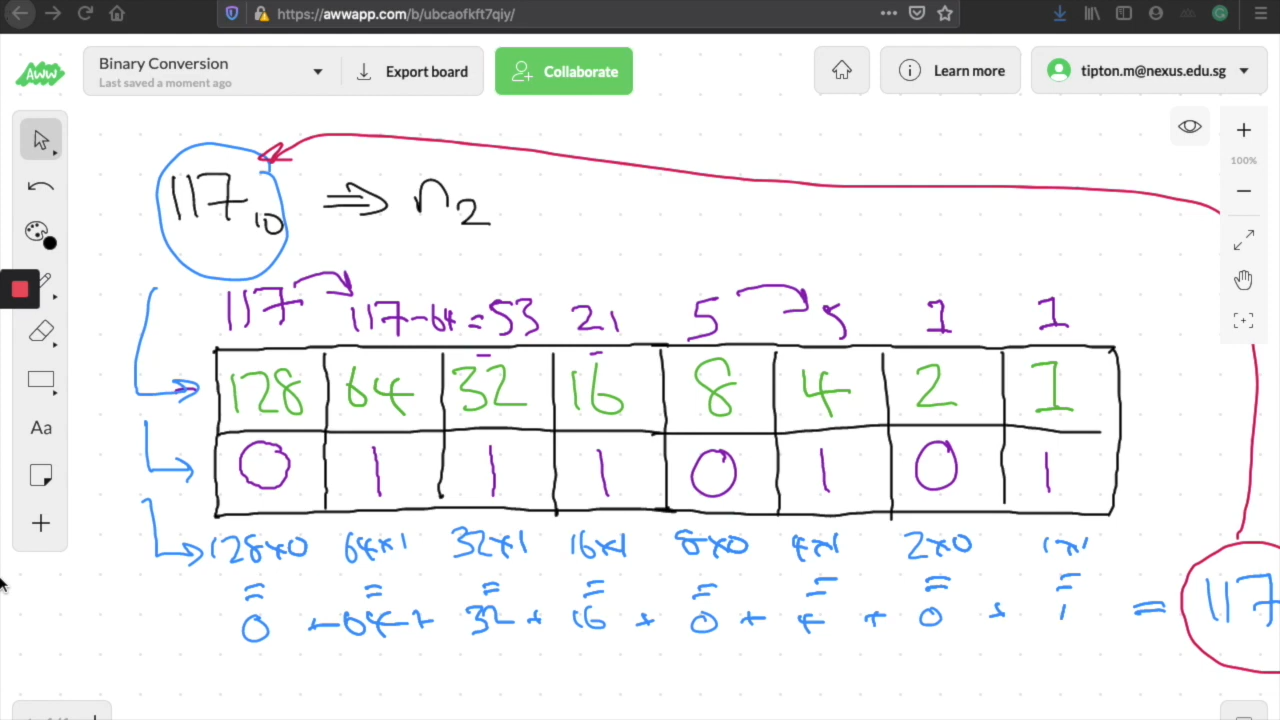 https://awwapp.com/b/ubcaofkft7qiy/
AWW
Binary Conversion
Last saved a moment ago
Export board
Collaborate
Learn more
tipton.m@nexus.edu.sg
100%
Aa
117₁₀ ⇒ n₂
117 117-64=53 21 5 5 1 1
128 64 32 16 8 4 2 1
0 1 1 1 0 1 0 1
128×0 64×1 32×1 16×1 8×0 4×1 2×0 1×1
= = = = = = = =
0 + 64 + 32 + 16 + 0 + 4 + 0 + 1 = 117